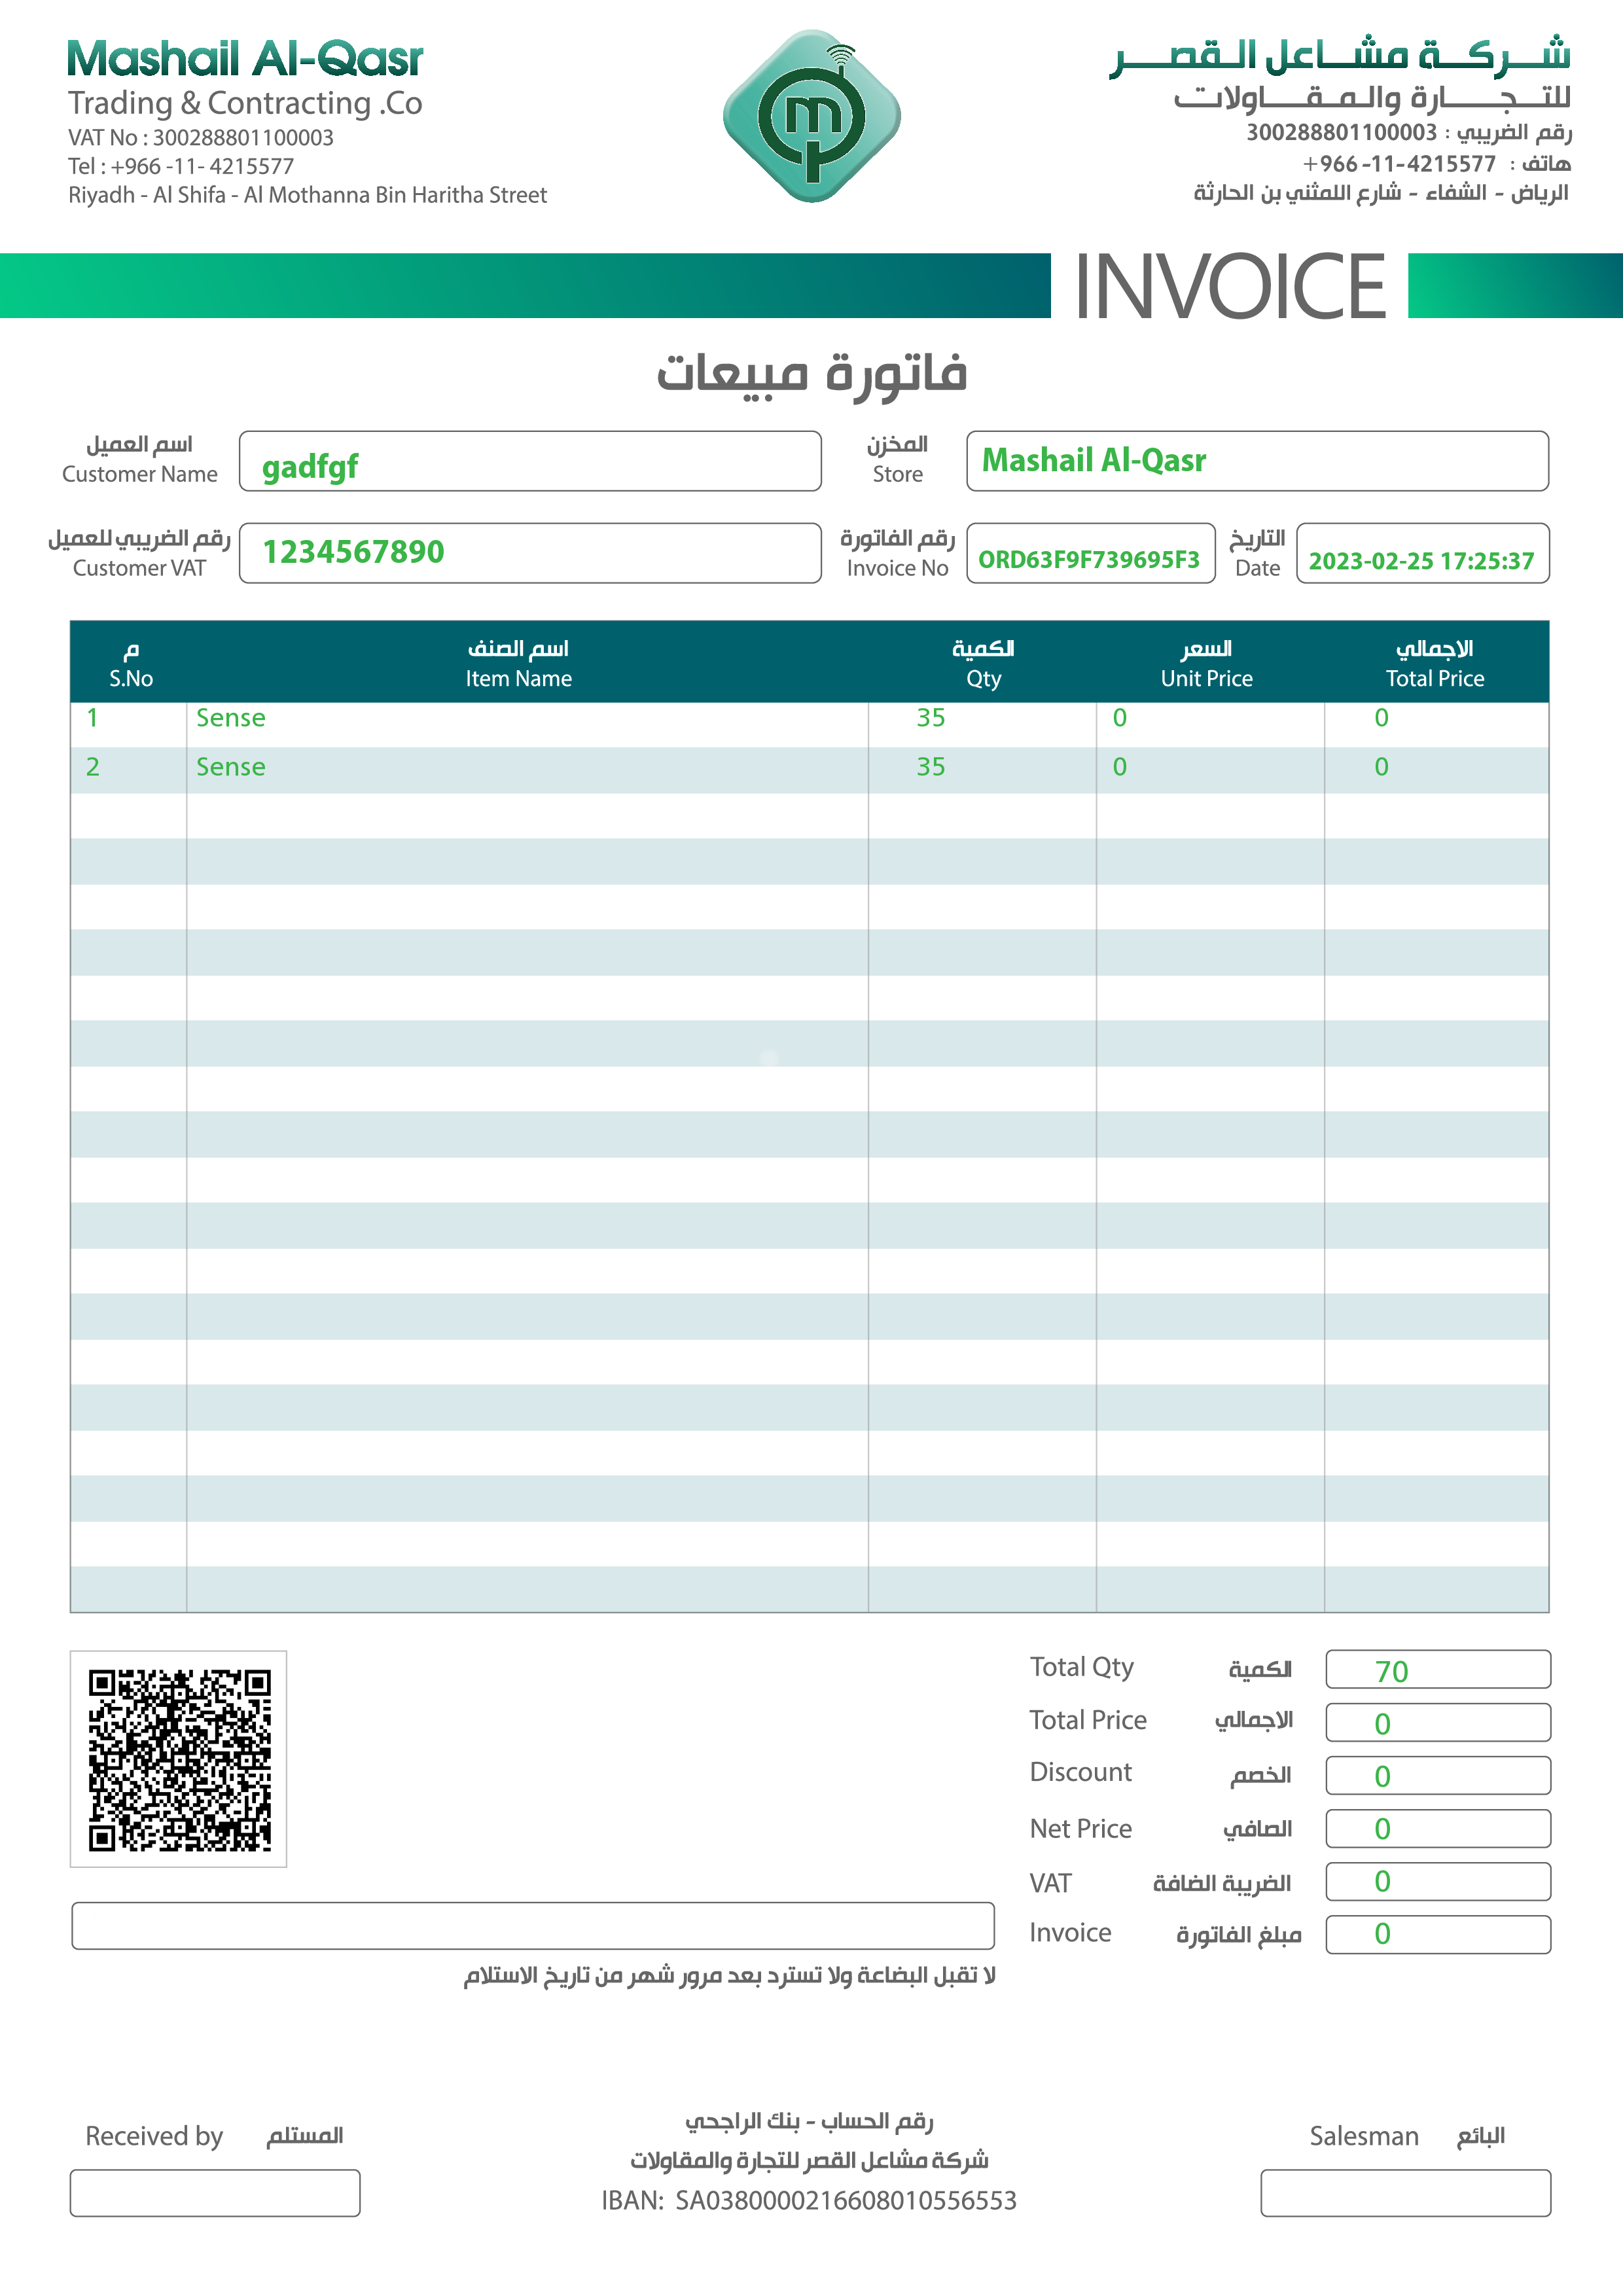 Mashail Al-Qasr
Trading & Contracting .Co
VAT No : 300288801100003
Tel : +966 -11- 4215577
Riyadh - Al Shifa - Al Mothanna Bin Haritha Street
شركة مشاعل القصر
للتجارة والمقاولات
رقم الضريبي : 300288801100003
هاتف : +966-11-4215577
الرياض - الشفاء - شارع اللمثني بن الحارثة
INVOICE
فاتورة مبيعات
اسم العميل
Customer Name
gadfgf
المخزن
Store
Mashail Al-Qasr
رقم الضريبي للعميل
Customer VAT
1234567890
رقم الفاتورة
Invoice No
ORD63F9F739695F3
التاريخ
Date
2023-02-25 17:25:37
م اسم الصنف الكمية السعر الاجمالي
S.No Item Name Qty Unit Price Total Price
1 Sense 35 0 0
2 Sense 35 0 0
Total Qty الكمية 70
Total Price الاجمالي 0
Discount الخصم 0
Net Price الصافي 0
VAT الضريبة الضافة 0
Invoice مبلغ الفاتورة 0
لا تقبل البضاعة ولا تسترد بعد مرور شهر من تاريخ الاستلام
Received by المستلم
رقم الحساب - بنك الراجحي
شركة مشاعل القصر للتجارة والمقاولات
IBAN: SA0380000216608010556553
Salesman البائع